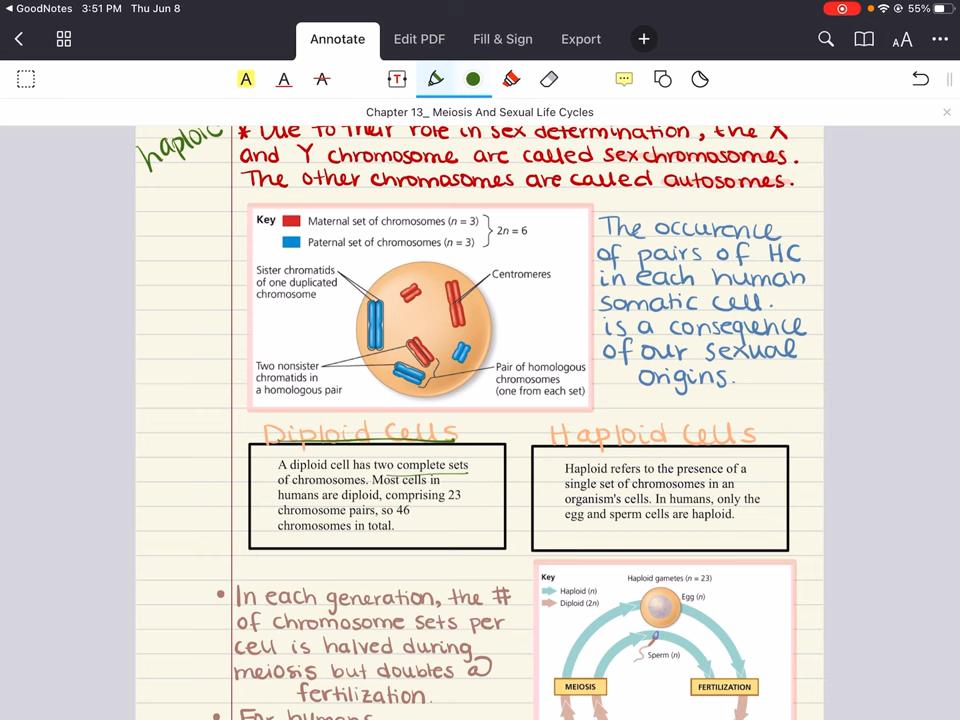 GoodNotes 3:51 PM Thu Jun 8 55%
Annotate Edit PDF Fill & Sign Export
A A A T AA
Chapter 13_ Meiosis And Sexual Life Cycles
haploid
* Due to their role in sex determination, the X
and Y chromosome are called sex chromosomes.
The other chromosomes are called autosomes.
Key
Maternal set of chromosomes (n = 3)
Paternal set of chromosomes (n = 3)
2n = 6
Sister chromatids
of one duplicated
chromosome
Centromeres
Two nonsister
chromatids in
a homologous pair
Pair of homologous
chromosomes
(one from each set)
The occurence
of pairs of HC
in each human
somatic cell.
is a consequence
of our sexual
origins.
Diploid Cells
A diploid cell has two complete sets
of chromosomes. Most cells in
humans are diploid, comprising 23
chromosome pairs, so 46
chromosomes in total.
Haploid Cells
Haploid refers to the presence of a
single set of chromosomes in an
organism's cells. In humans, only the
egg and sperm cells are haploid.
• In each generation, the #
of chromosome sets per
cell is halved during
meiosis but doubles @
fertilization.
• For humans
Key
Haploid (n)
Diploid (2n)
Haploid gametes (n = 23)
Egg (n)
Sperm (n)
MEIOSIS
FERTILIZATION